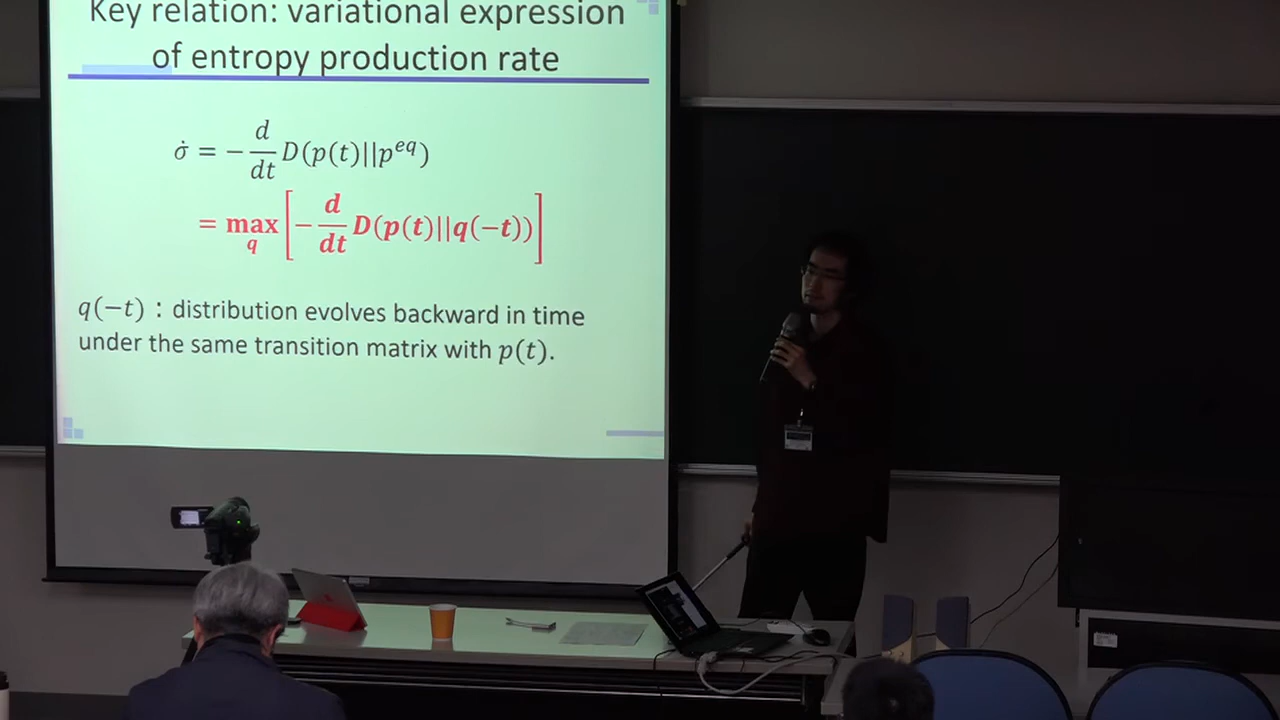 Key relation: variational expression
of entropy production rate
σ̇ = − d/dt D(p(t)||p^eq)
= max_q [ − d/dt D(p(t)||q(−t)) ]
q(−t) : distribution evolves backward in time
under the same transition matrix with p(t).